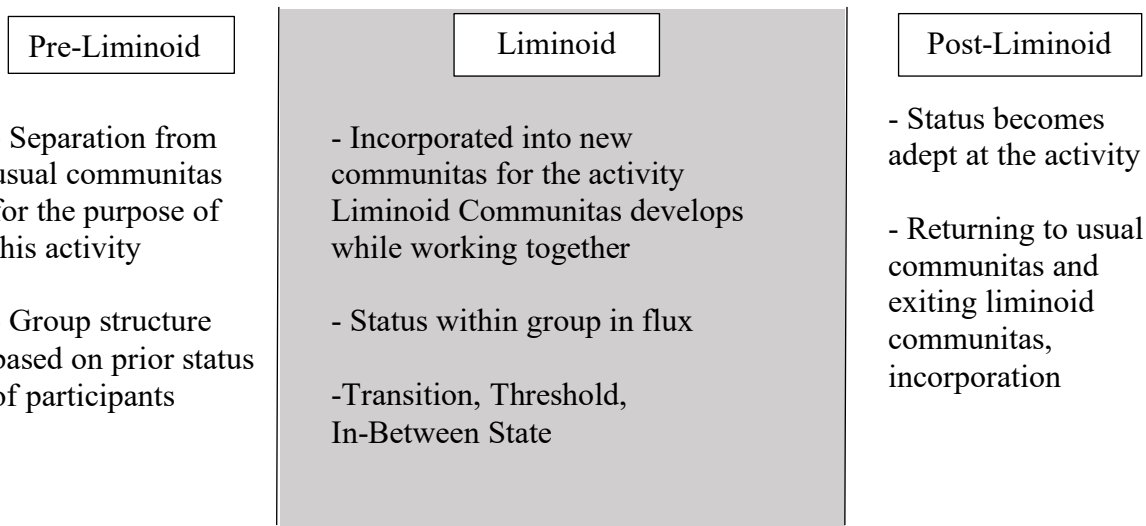 Pre-Liminoid
Separation from
usual communitas
for the purpose of
this activity
Group structure
based on prior status
of participants
Liminoid
- Incorporated into new
communitas for the activity
Liminoid Communitas develops
while working together
- Status within group in flux
-Transition, Threshold,
In-Between State
Post-Liminoid
- Status becomes
adept at the activity
- Returning to usual
communitas and
exiting liminoid
communitas,
incorporation